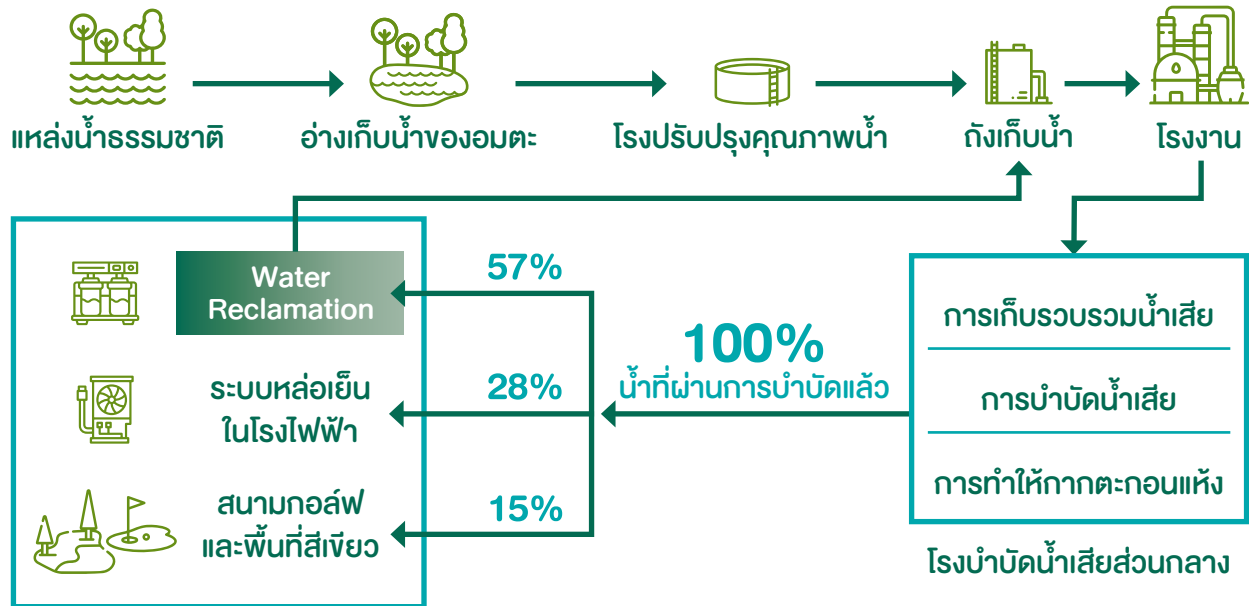 แหล่งน้ำธรรมชาติ
อ่างเก็บน้ำของอมตะ
โรงปรับปรุงคุณภาพน้ำ
ถังเก็บน้ำ
โรงงาน
Water
Reclamation
57%
ระบบหล่อเย็น
ในโรงไฟฟ้า
28%
สนามกอล์ฟ
และพื้นที่สีเขียว
15%
100%
น้ำที่ผ่านการบำบัดแล้ว
การเก็บรวบรวมน้ำเสีย
การบำบัดน้ำเสีย
การทำให้กากตะกอนแห้ง
โรงบำบัดน้ำเสียส่วนกลาง